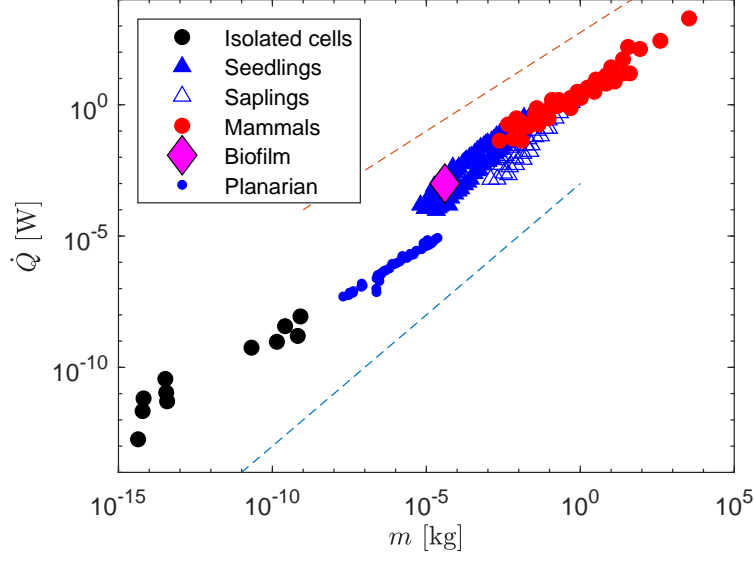 Isolated cells
Seedlings
Saplings
Mammals
Biofilm
Planarian
10^0
10^-5
10^-10
Q̇ [W]
10^-15 10^-10 10^-5 10^0 10^5
m [kg]